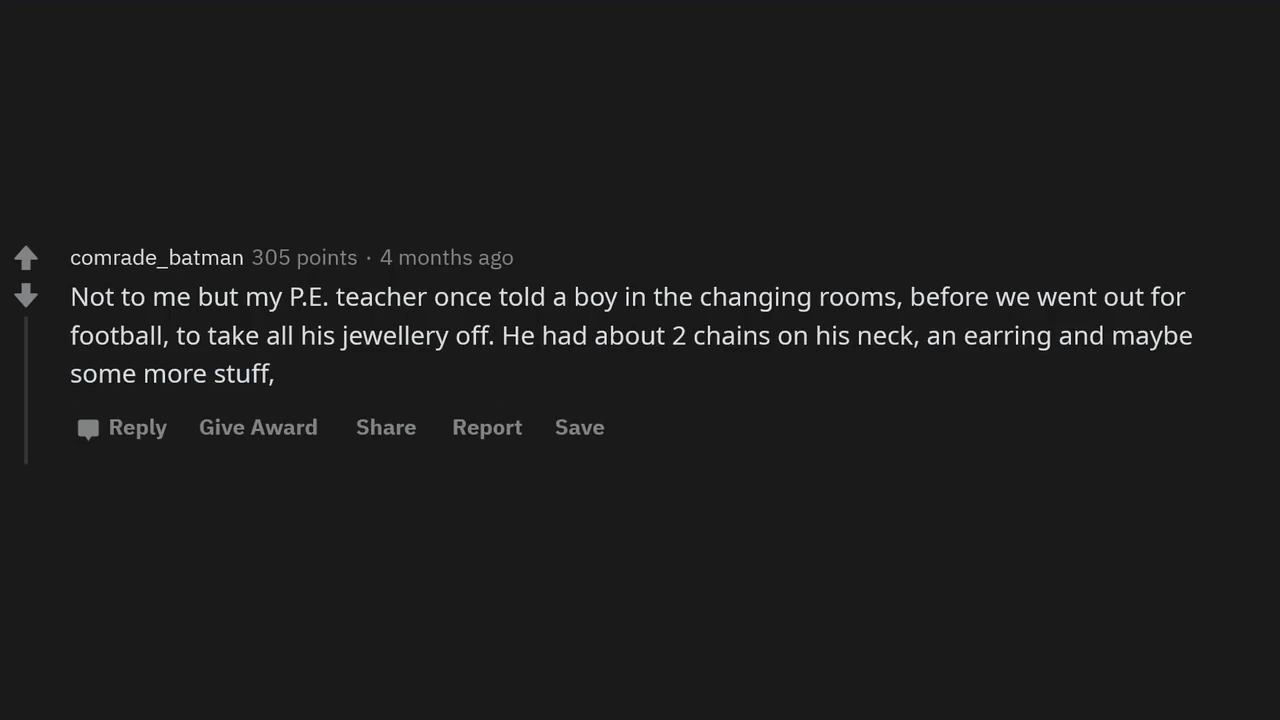 comrade_batman 305 points · 4 months ago
Not to me but my P.E. teacher once told a boy in the changing rooms, before we went out for
football, to take all his jewellery off. He had about 2 chains on his neck, an earring and maybe
some more stuff,
Reply Give Award Share Report Save